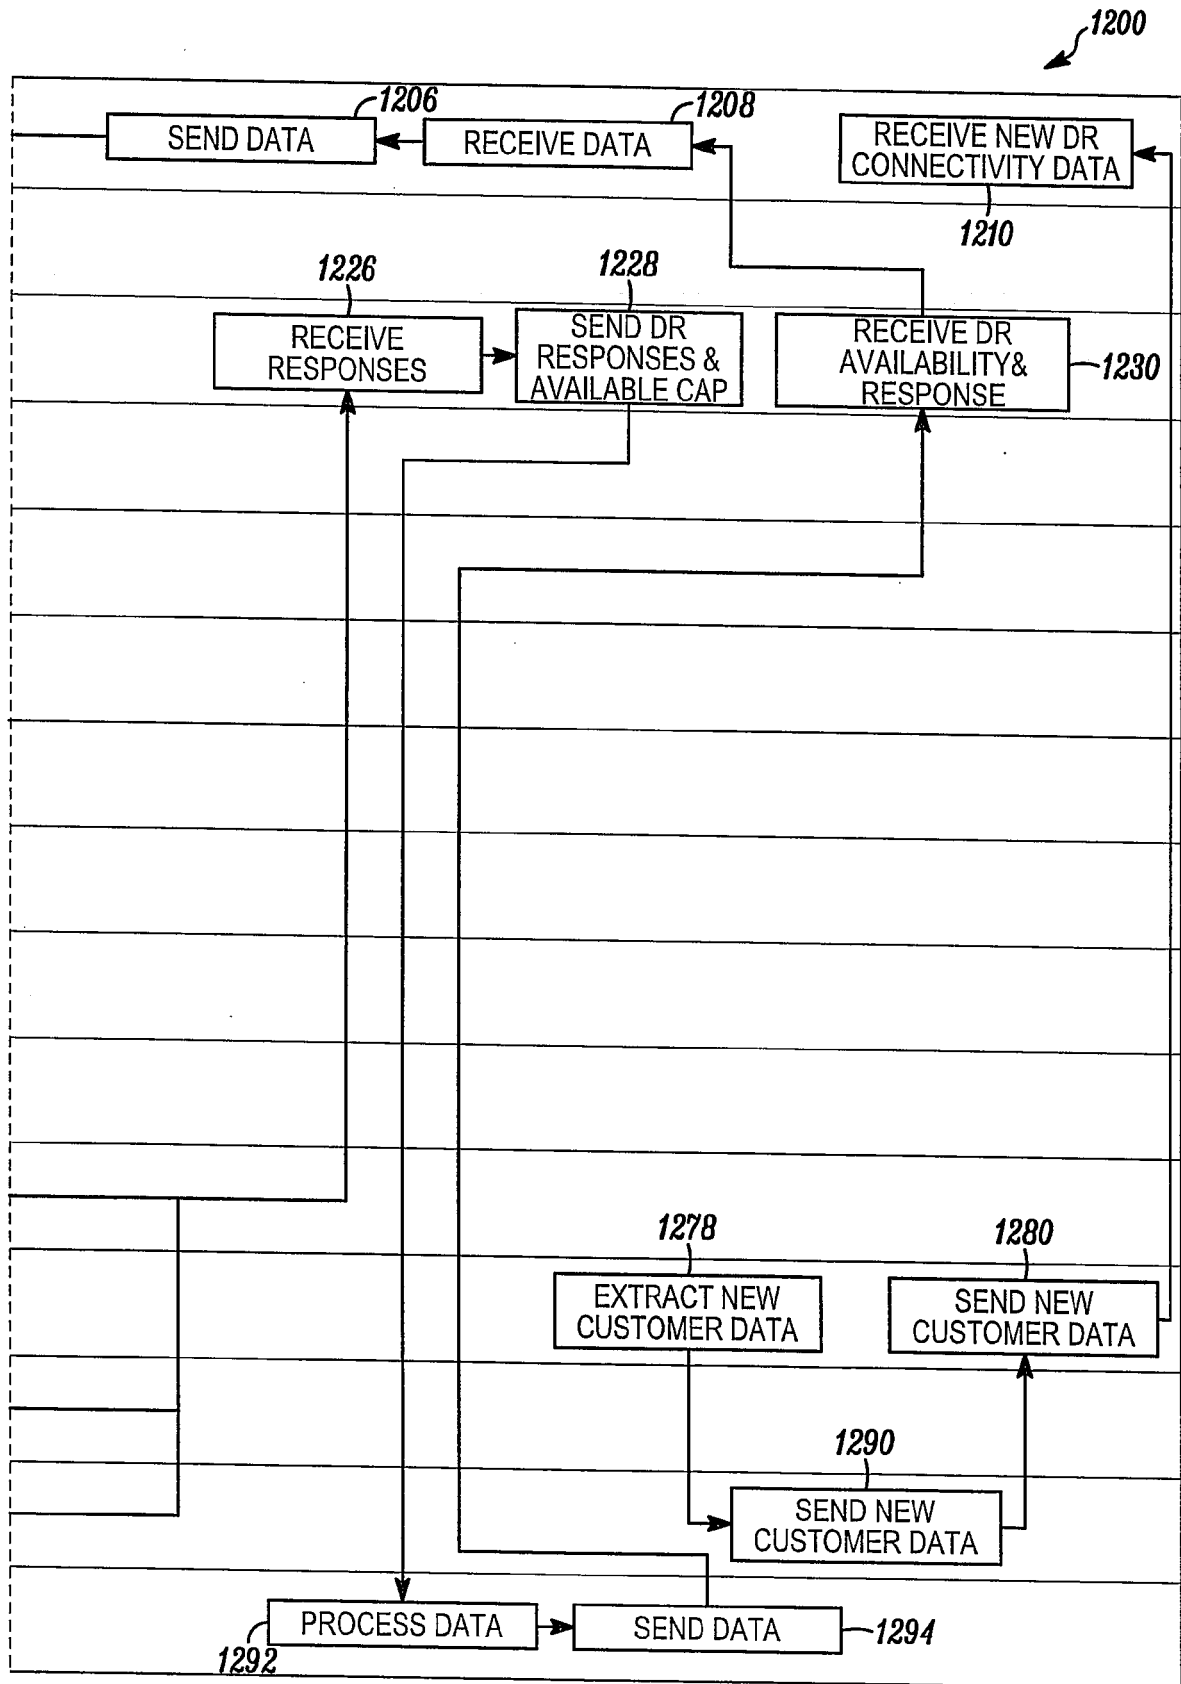 1200
1206
1208
SEND DATA
RECEIVE DATA
RECEIVE NEW DR
CONNECTIVITY DATA
1210
1226
1228
RECEIVE
RESPONSES
SEND DR
RESPONSES &
AVAILABLE CAP
RECEIVE DR
AVAILABILITY&
RESPONSE
1230
1278
1280
EXTRACT NEW
CUSTOMER DATA
SEND NEW
CUSTOMER DATA
1290
SEND NEW
CUSTOMER DATA
PROCESS DATA
1292
SEND DATA
1294